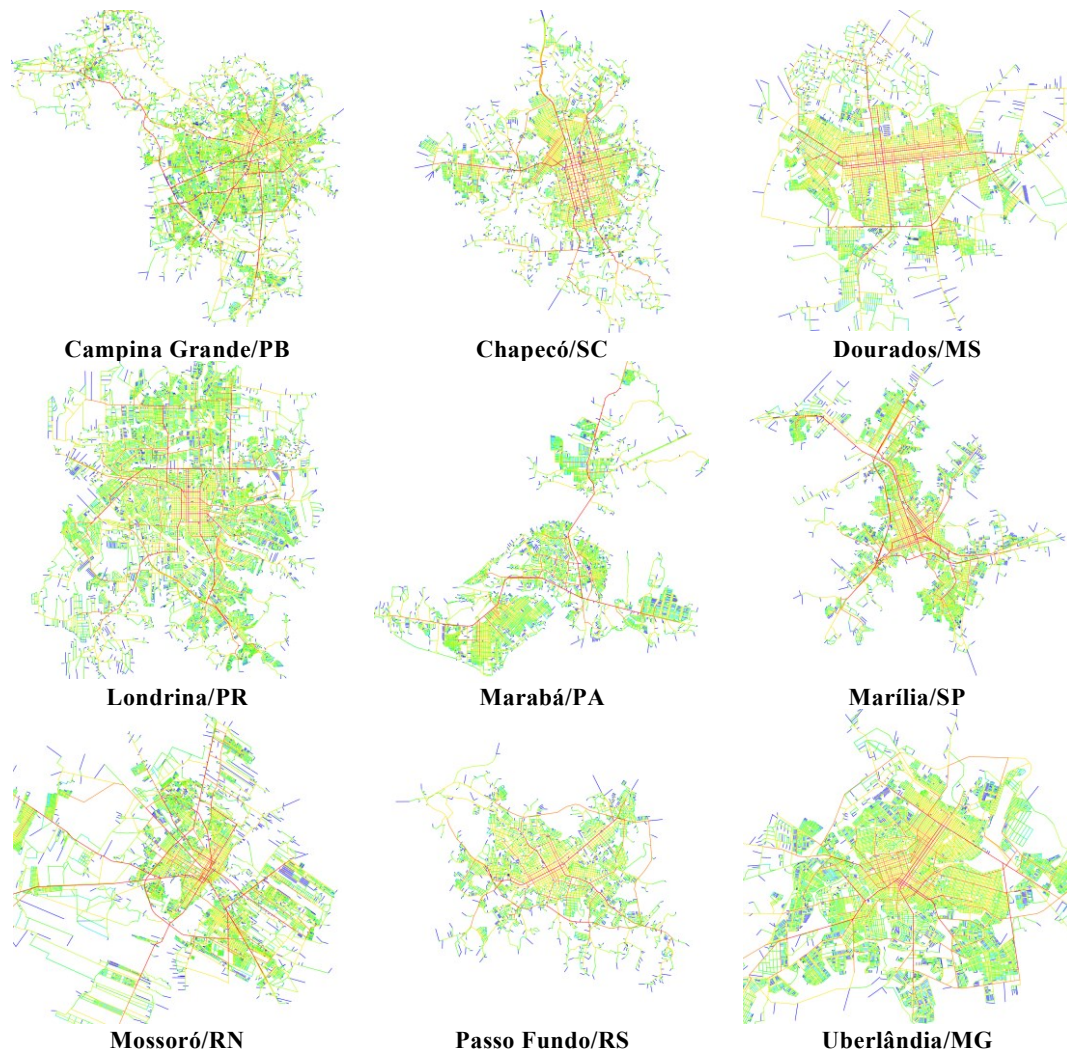 Campina Grande/PB
Chapecó/SC
Dourados/MS
Londrina/PR
Marabá/PA
Marília/SP
Mossoró/RN
Passo Fundo/RS
Uberlândia/MG